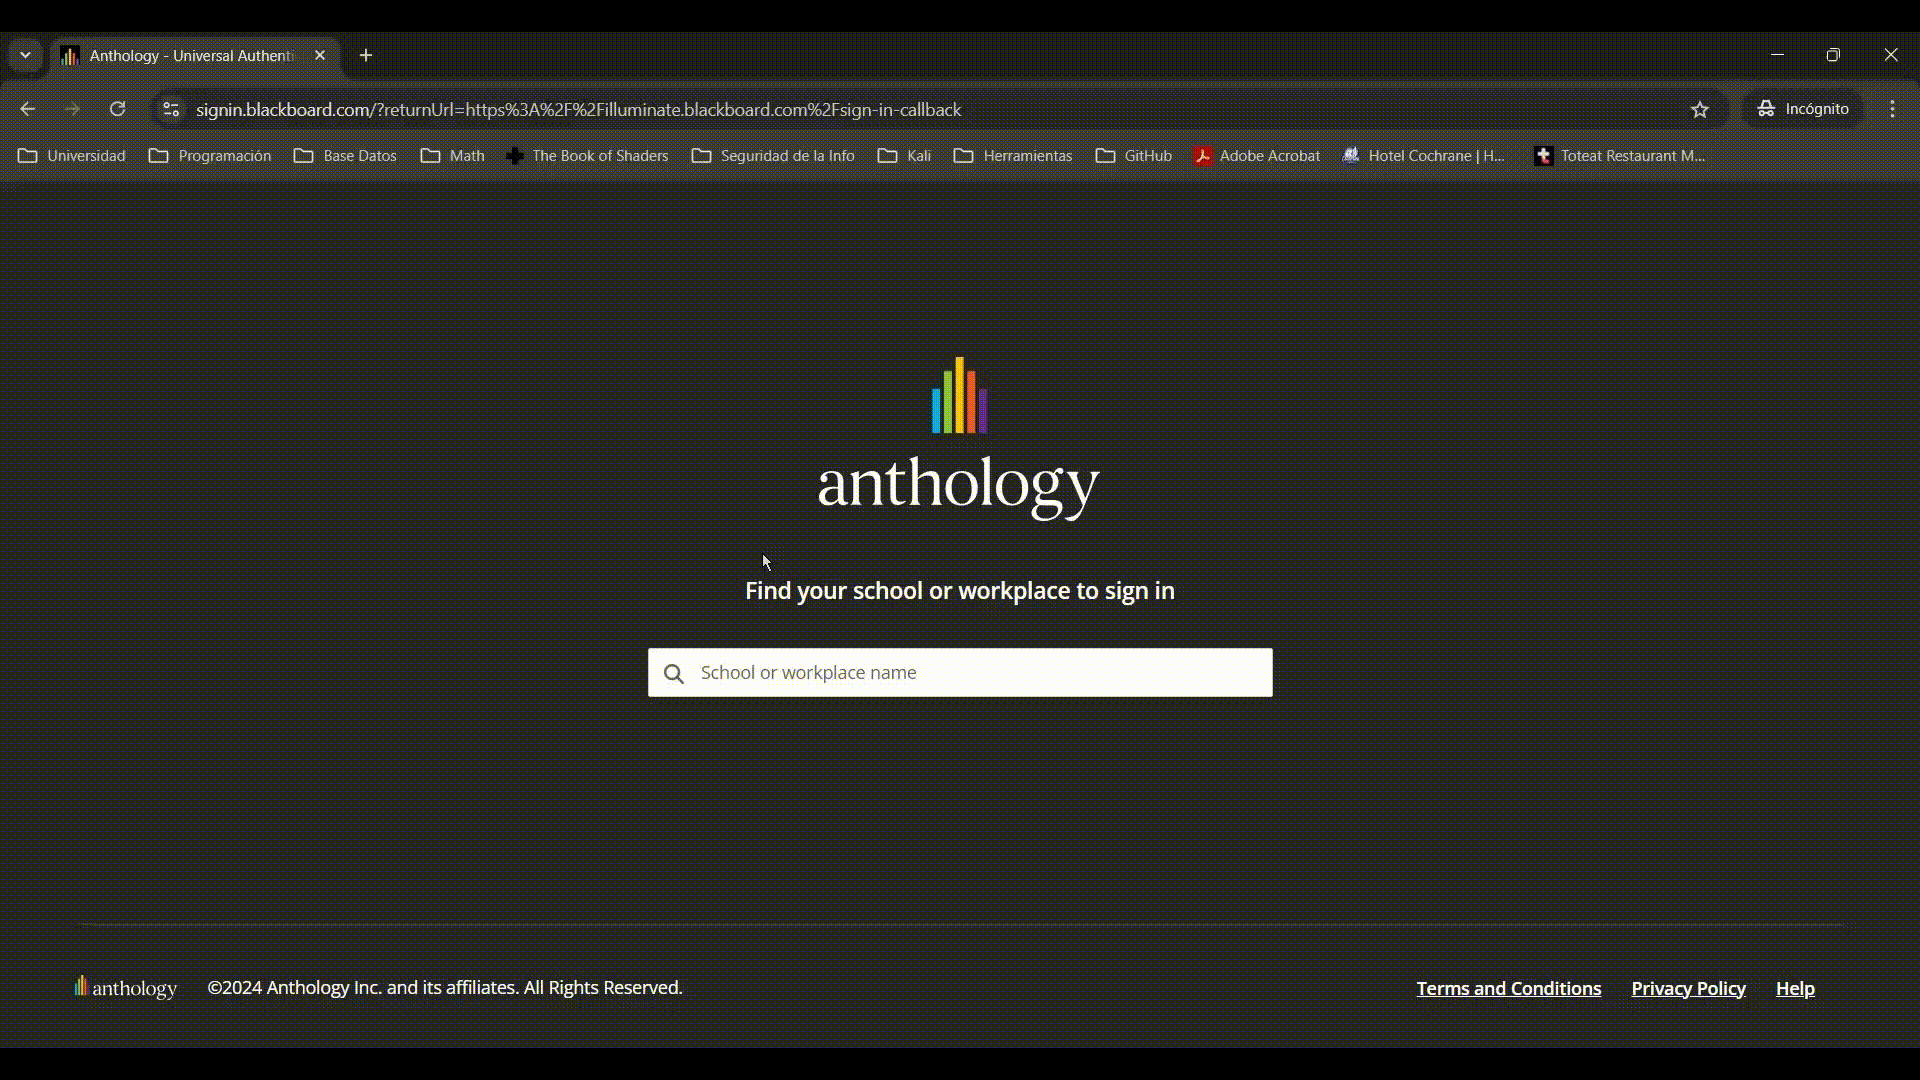 Anthology - Universal Authenti
signin.blackboard.com/?returnUrl=https%3A%2F%2Filluminate.blackboard.com%2Fsign-in-callback
Incógnito
Universidad
Programación
Base Datos
Math
The Book of Shaders
Seguridad de la Info
Kali
Herramientas
GitHub
Adobe Acrobat
Hotel Cochrane | H...
Toteat Restaurant M...
anthology
Find your school or workplace to sign in
School or workplace name
anthology
©2024 Anthology Inc. and its affiliates. All Rights Reserved.
Terms and Conditions
Privacy Policy
Help